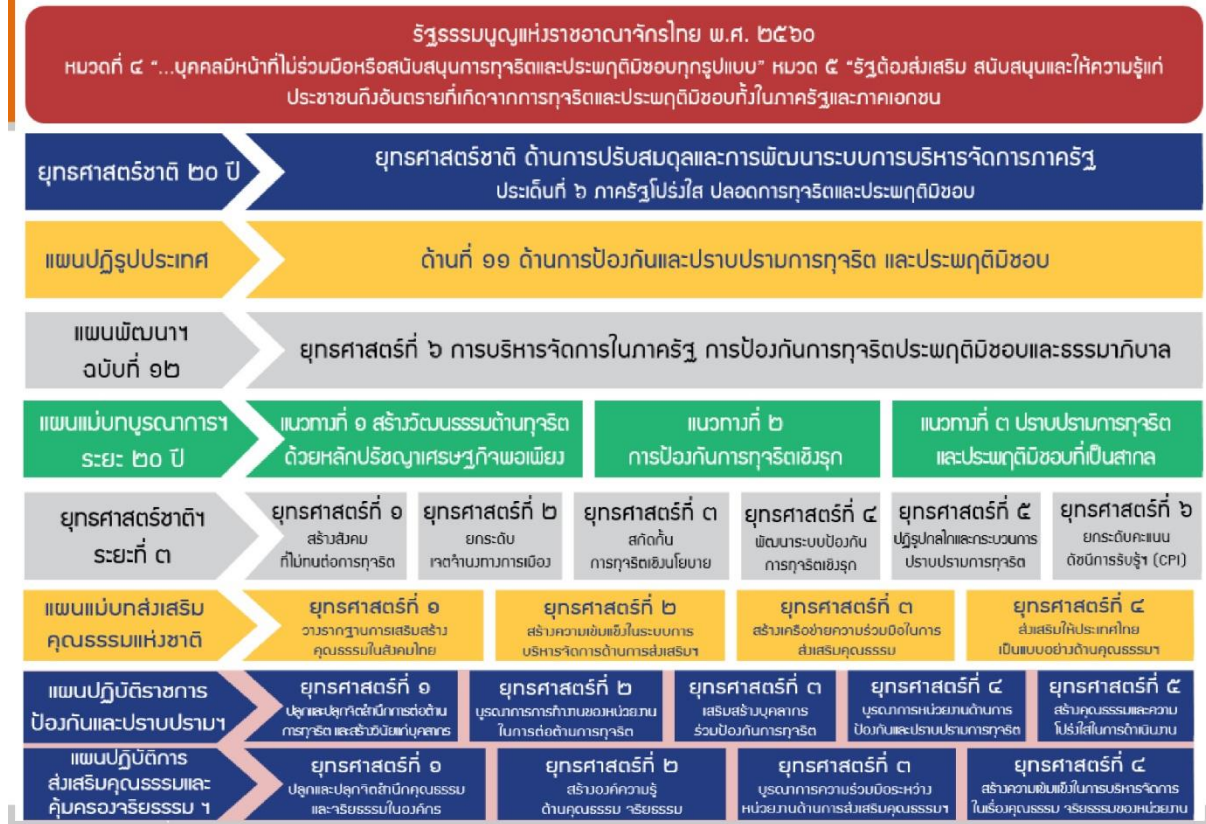 รัฐธรรมนูญแห่งราชอาณาจักรไทย พ.ศ. ๒๕๖๐
หมวดที่ ๔ “...บุคคลมีหน้าที่ไม่ร่วมมือหรือสนับสนุนการทุจริตและประพฤติมิชอบทุกรูปแบบ” หมวด ๕ “รัฐต้องส่งเสริม สนับสนุนและให้ความรู้แก่
ประชาชนถึงอันตรายที่เกิดจากการทุจริตและประพฤติมิชอบทั้งในภาครัฐและภาคเอกชน
ยุทธศาสตร์ชาติ ๒๐ ปี
ยุทธศาสตร์ชาติ ด้านการปรับสมดุลและการพัฒนาระบบการบริหารจัดการภาครัฐ
ประเด็นที่ ๖ ภาครัฐโปร่งใส ปลอดการทุจริตและประพฤติมิชอบ
แผนปฏิรูปประเทศ
ด้านที่ ๑๑ ด้านการป้องกันและปราบปรามการทุจริต และประพฤติมิชอบ
แผนพัฒนาฯ
ฉบับที่ ๑๒
ยุทธศาสตร์ที่ ๖ การบริหารจัดการในภาครัฐ การป้องกันการทุจริตประพฤติมิชอบและธรรมาภิบาล
แผนแม่บทบูรณาการฯ
ระยะ ๒๐ ปี
แนวทางที่ ๑ สร้างวัฒนธรรมต้านทุจริต
ด้วยหลักปรัชญาเศรษฐกิจพอเพียง
แนวทางที่ ๒
การป้องกันการทุจริตเชิงรุก
แนวทางที่ ๓ ปราบปรามการทุจริต
และประพฤติมิชอบที่เป็นสากล
ยุทธศาสตร์ชาติฯ
ระยะที่ ๓
ยุทธศาสตร์ที่ ๑
สร้างสังคม
ที่ไม่ทนต่อการทุจริต
ยุทธศาสตร์ที่ ๒
ยกระดับ
เจตจำนงทางการเมือง
ยุทธศาสตร์ที่ ๓
สกัดกั้น
การทุจริตเชิงนโยบาย
ยุทธศาสตร์ที่ ๔
พัฒนาระบบป้องกัน
การทุจริตเชิงรุก
ยุทธศาสตร์ที่ ๕
ปฏิรูปกลไกและกระบวนการ
ปราบปรามการทุจริต
ยุทธศาสตร์ที่ ๖
ยกระดับคะแนน
ดัชนีการรับรู้ฯ (CPI)
แผนแม่บทส่งเสริม
คุณธรรมแห่งชาติ
ยุทธศาสตร์ที่ ๑
วางรากฐานการเสริมสร้าง
คุณธรรมในสังคมไทย
ยุทธศาสตร์ที่ ๒
สร้างความเข้มแข็งในระบบการ
บริหารจัดการด้านการส่งเสริมฯ
ยุทธศาสตร์ที่ ๓
สร้างเครือข่ายความร่วมมือในการ
ส่งเสริมคุณธรรม
ยุทธศาสตร์ที่ ๔
ส่งเสริมให้ประเทศไทย
เป็นแบบอย่างด้านคุณธรรมฯ
แผนปฏิบัติราชการ
ป้องกันและปราบปรามฯ
ยุทธศาสตร์ที่ ๑
ปลุกและปลูกจิตสำนึกการต่อต้าน
การทุจริต และสร้างวินัยแก่บุคลากร
ยุทธศาสตร์ที่ ๒
บูรณาการการทำงานของหน่วยงาน
ในการต่อต้านการทุจริต
ยุทธศาสตร์ที่ ๓
เสริมสร้างบุคลากร
ร่วมป้องกันการทุจริต
ยุทธศาสตร์ที่ ๔
บูรณาการหน่วยงานด้านการ
ป้องกันและปราบปรามการทุจริต
ยุทธศาสตร์ที่ ๕
สร้างคุณธรรมและความ
โปร่งใสในการดำเนินงาน
แผนปฏิบัติการ
ส่งเสริมคุณธรรมและ
คุ้มครองจริยธรรม ฯ
ยุทธศาสตร์ที่ ๑
ปลุกและปลูกจิตสำนึกคุณธรรม
และจริยธรรมในองค์กร
ยุทธศาสตร์ที่ ๒
สร้างองค์ความรู้
ด้านคุณธรรม จริยธรรม
ยุทธศาสตร์ที่ ๓
บูรณาการความร่วมมือระหว่าง
หน่วยงานด้านการส่งเสริมคุณธรรมฯ
ยุทธศาสตร์ที่ ๔
สร้างความเข้มแข็งในการบริหารจัดการ
ในเรื่องคุณธรรม จริยธรรมของหน่วยงาน